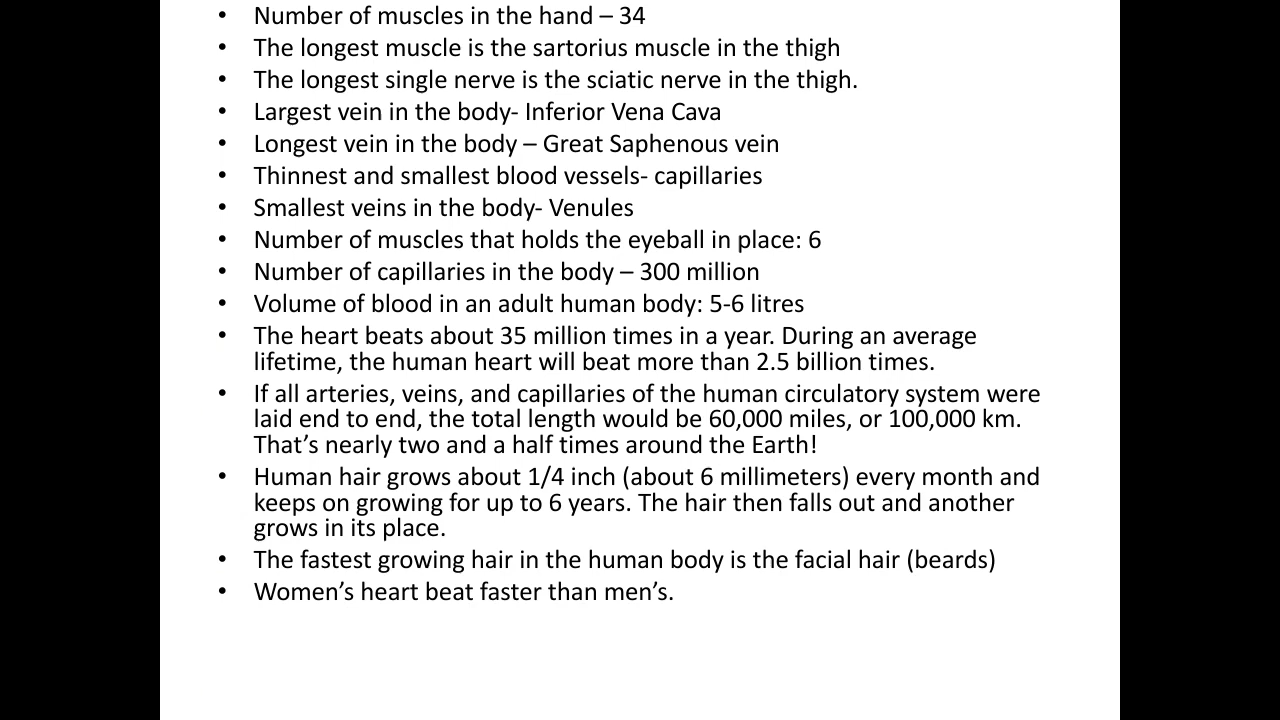 • Number of muscles in the hand – 34
• The longest muscle is the sartorius muscle in the thigh
• The longest single nerve is the sciatic nerve in the thigh.
• Largest vein in the body- Inferior Vena Cava
• Longest vein in the body – Great Saphenous vein
• Thinnest and smallest blood vessels- capillaries
• Smallest veins in the body- Venules
• Number of muscles that holds the eyeball in place: 6
• Number of capillaries in the body – 300 million
• Volume of blood in an adult human body: 5-6 litres
• The heart beats about 35 million times in a year. During an average
lifetime, the human heart will beat more than 2.5 billion times.
• If all arteries, veins, and capillaries of the human circulatory system were
laid end to end, the total length would be 60,000 miles, or 100,000 km.
That’s nearly two and a half times around the Earth!
• Human hair grows about 1/4 inch (about 6 millimeters) every month and
keeps on growing for up to 6 years. The hair then falls out and another
grows in its place.
• The fastest growing hair in the human body is the facial hair (beards)
• Women’s heart beat faster than men’s.